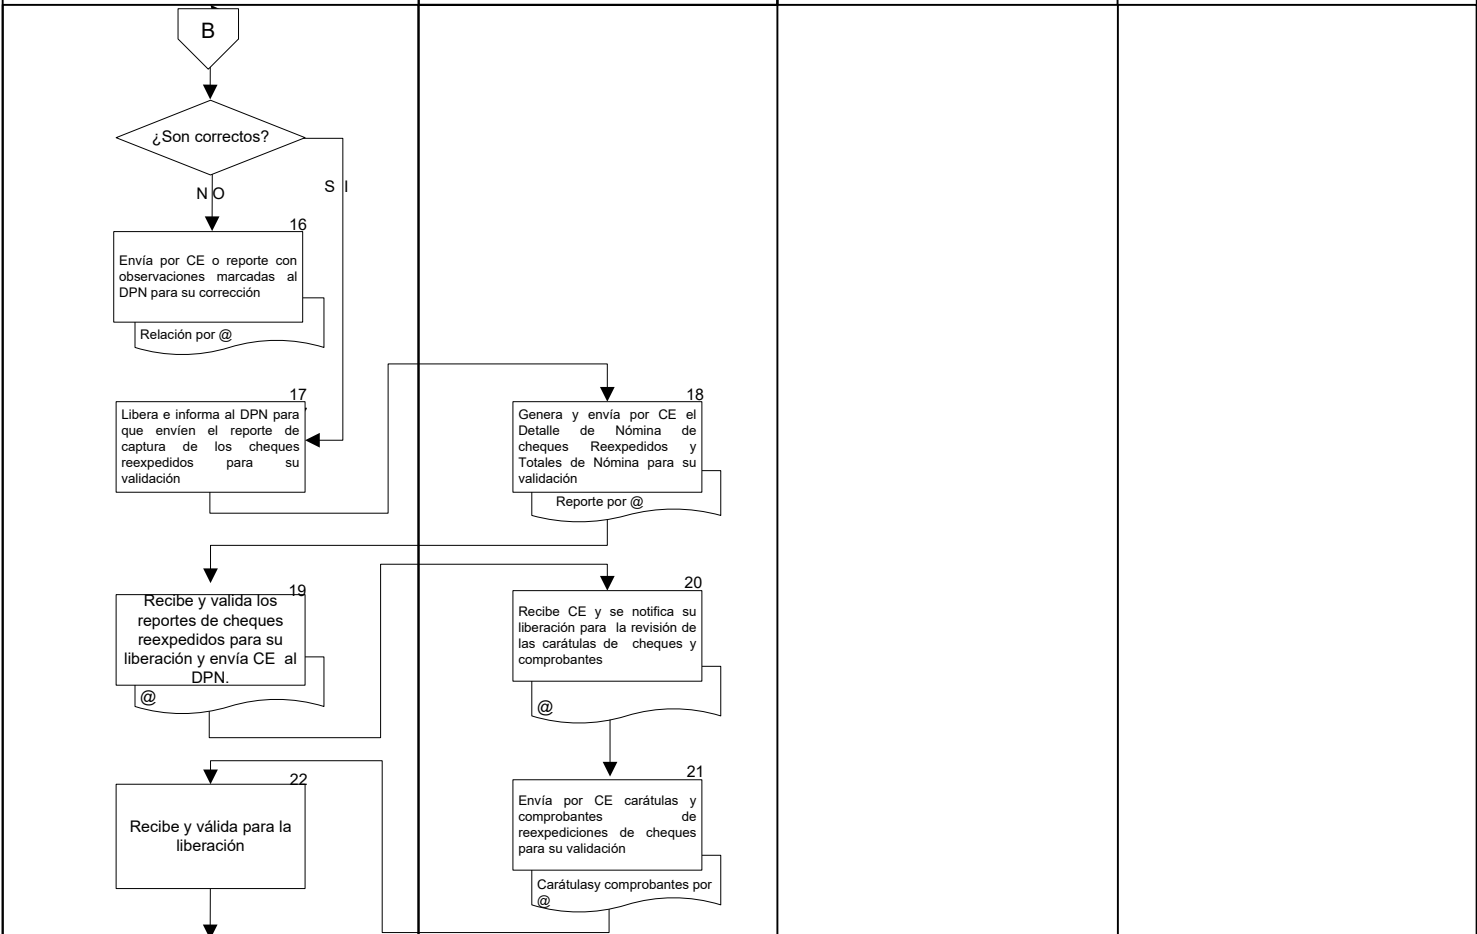 B
¿Son correctos?
NO
SI
16
Envía por CE o reporte con
observaciones marcadas al
DPN para su corrección
Relación por @
17
Libera e informa al DPN para
que envíen el reporte de
captura de los cheques
reexpedidos para su
validación
18
Genera y envía por CE el
Detalle de Nómina de
cheques Reexpedidos y
Totales de Nómina para su
validación
Reporte por @
19
Recibe y valida los
reportes de cheques
reexpedidos para su
liberación y envía CE al
DPN.
@
20
Recibe CE y se notifica su
liberación para la revisión de
las carátulas de cheques y
comprobantes
@
21
Envía por CE carátulas y
comprobantes de
reexpediciones de cheques
para su validación
Carátulasy comprobantes por
@
22
Recibe y válida para la
liberación